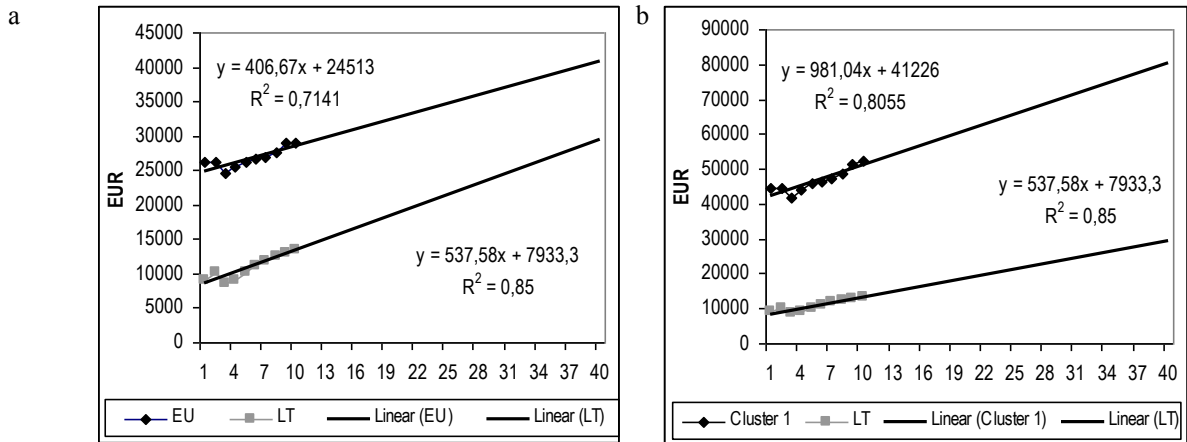 a
45000
40000
35000
30000
25000
20000
15000
10000
5000
0
EUR
y = 406,67x + 24513
R² = 0,7141
y = 537,58x + 7933,3
R² = 0,85
1 4 7 10 13 16 19 22 25 28 31 34 37 40
EU LT Linear (EU) Linear (LT)
b
90000
80000
70000
60000
50000
40000
30000
20000
10000
0
EUR
y = 981,04x + 41226
R² = 0,8055
y = 537,58x + 7933,3
R² = 0,85
1 4 7 10 13 16 19 22 25 28 31 34 37 40
Cluster 1 LT Linear (Cluster 1) Linear (LT)